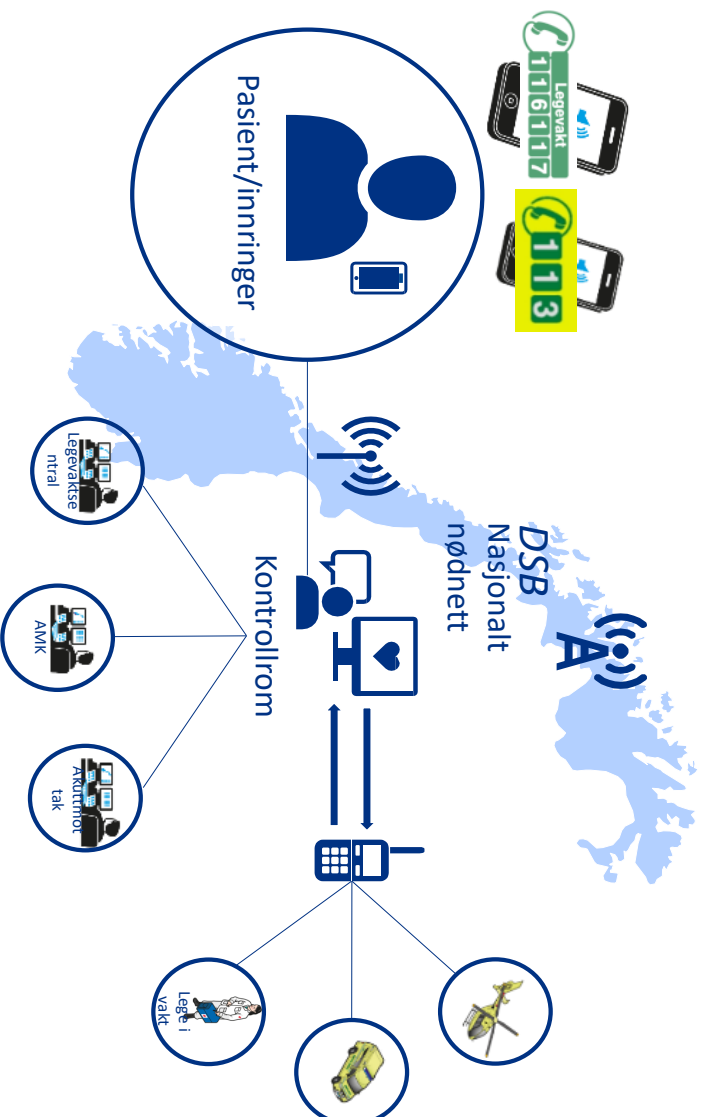 Legevakt
116117
113
Pasient/innringer
DSB
Nasjonalt
nødnett
Kontrollrom
Legevaktse
ntral
AMK
Akuttmot
tak
Lege i
vakt